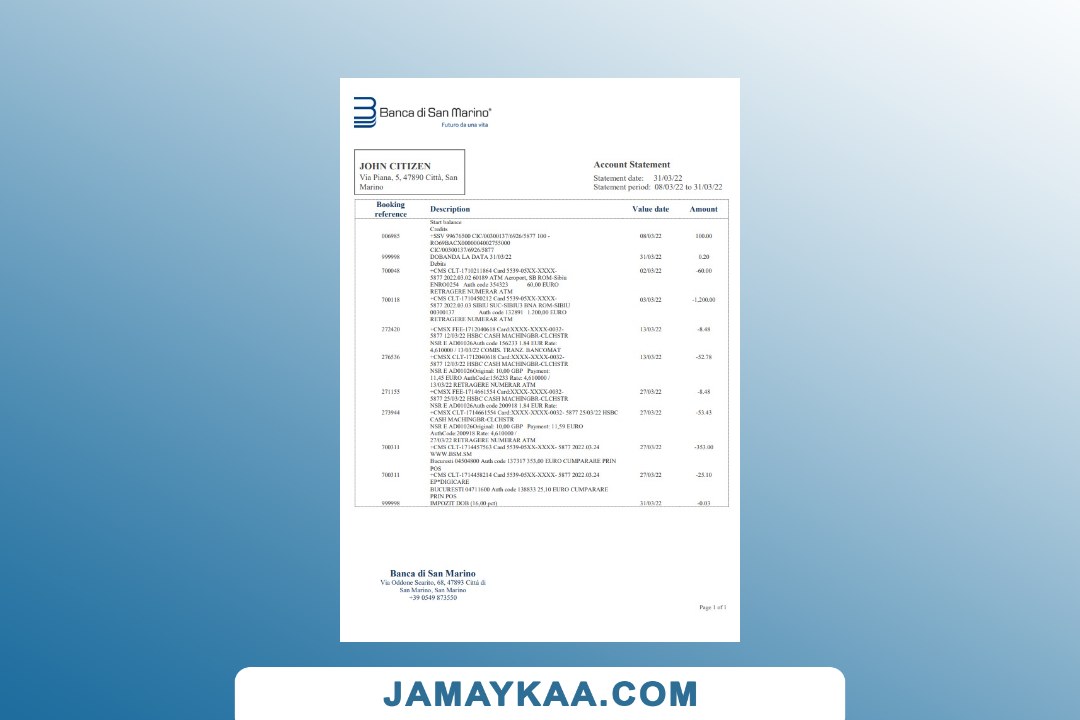 Banca di San Marino®
Futuro da una vita
JOHN CITIZEN
Via Piana, 5, 47890 Città, San
Marino
Account Statement
Statement date: 31/03/22
Statement period: 08/03/22 to 31/03/22
Booking reference Description Value date Amount
Start balance
Credits
006985 +SSV 99678500 CIC/00300137/6926/5877 100 - 08/03/22 100.00
CIC/00300137/6926/5877
999998 DOBANDA LA DATA 31/03/22 31/03/22 0.20
Debits
700048 +CMS CLT-1710211864 Card 5539-05XX-XXXX- 02/03/22 -60.00
5877 2022.03.02 60189 ATM Aeroport, SB ROM-Sibiu
ENRO0254 Auth code 354323 60,00 EURO
RETRAGERE NUMERAR ATM
700118 +CMS CLT-1710450212 Card 5539-05XX-XXXX- 03/03/22 -1,200.00
5877 2022.03.03 SIBIU SUC-SIBIU3 BNA ROM-SIBIU
00300137 Auth code 132891 1.200,00 EURO
RETRAGERE NUMERAR ATM
272420 +CMSX FEE-1712040618 Card:XXXX-XXXX-0032- 13/03/22 -8.48
5877 12/03/22 HSBC CASH MACHINGBR-CLCHSTR
NSR E AD01026Auth code 156233 1.84 EUR Rate:
4,610000 / 13/03/22 COMIS. TRANZ. BANCOMAT
276536 +CMSX CLT-1712040618 Card:XXXX-XXXX-0032- 13/03/22 -52.78
5877 12/03/22 HSBC CASH MACHINGBR-CLCHSTR
NSR E AD01026Original: 10,00 GBP Payment:
11,45 EURO AuthCode:156233 Rate: 4,610000 /
13/03/22 RETRAGERE NUMERAR ATM
271155 +CMSX FEE-1714661554 Card:XXXX-XXXX-0032- 27/03/22 -8.48
5877 25/03/22 HSBC CASH MACHINGBR-CLCHSTR
NSR E AD01026Auth code 200918 1.84 EUR Rate:
273944 +CMSX CLT-1714661554 Card:XXXX-XXXX-0032- 5877 25/03/22 HSBC 27/03/22 -53.43
CASH MACHINGBR-CLCHSTR
NSR E AD01026Original: 10,00 GBP Payment: 11,59 EURO
AuthCode:200918 Rate: 4,610000 /
27/03/22 RETRAGERE NUMERAR ATM
700311 +CMS CLT-1714457563 Card 5539-05XX-XXXX- 5877 2022.03.24 27/03/22 -353.00
WWW.BSM.SM
Bucuresti 04504800 Auth code 137317 353,00 EURO CUMPARARE PRIN
POS
700311 +CMS CLT-1714458214 Card 5539-05XX-XXXX- 5877 2022.03.24 27/03/22 -25.10
EP*DIGICARE
BUCURESTI 04711600 Auth code 138833 25,10 EURO CUMPARARE
PRIN POS
999998 IMPOZIT DOB (16,00 pct) 31/03/22 -0.03
Banca di San Marino
Via Oddone Scarito, 68, 47893 Città di
San Marino, San Marino
+39 0549 873550
Page 1 of 1
JAMAYKAA.COM